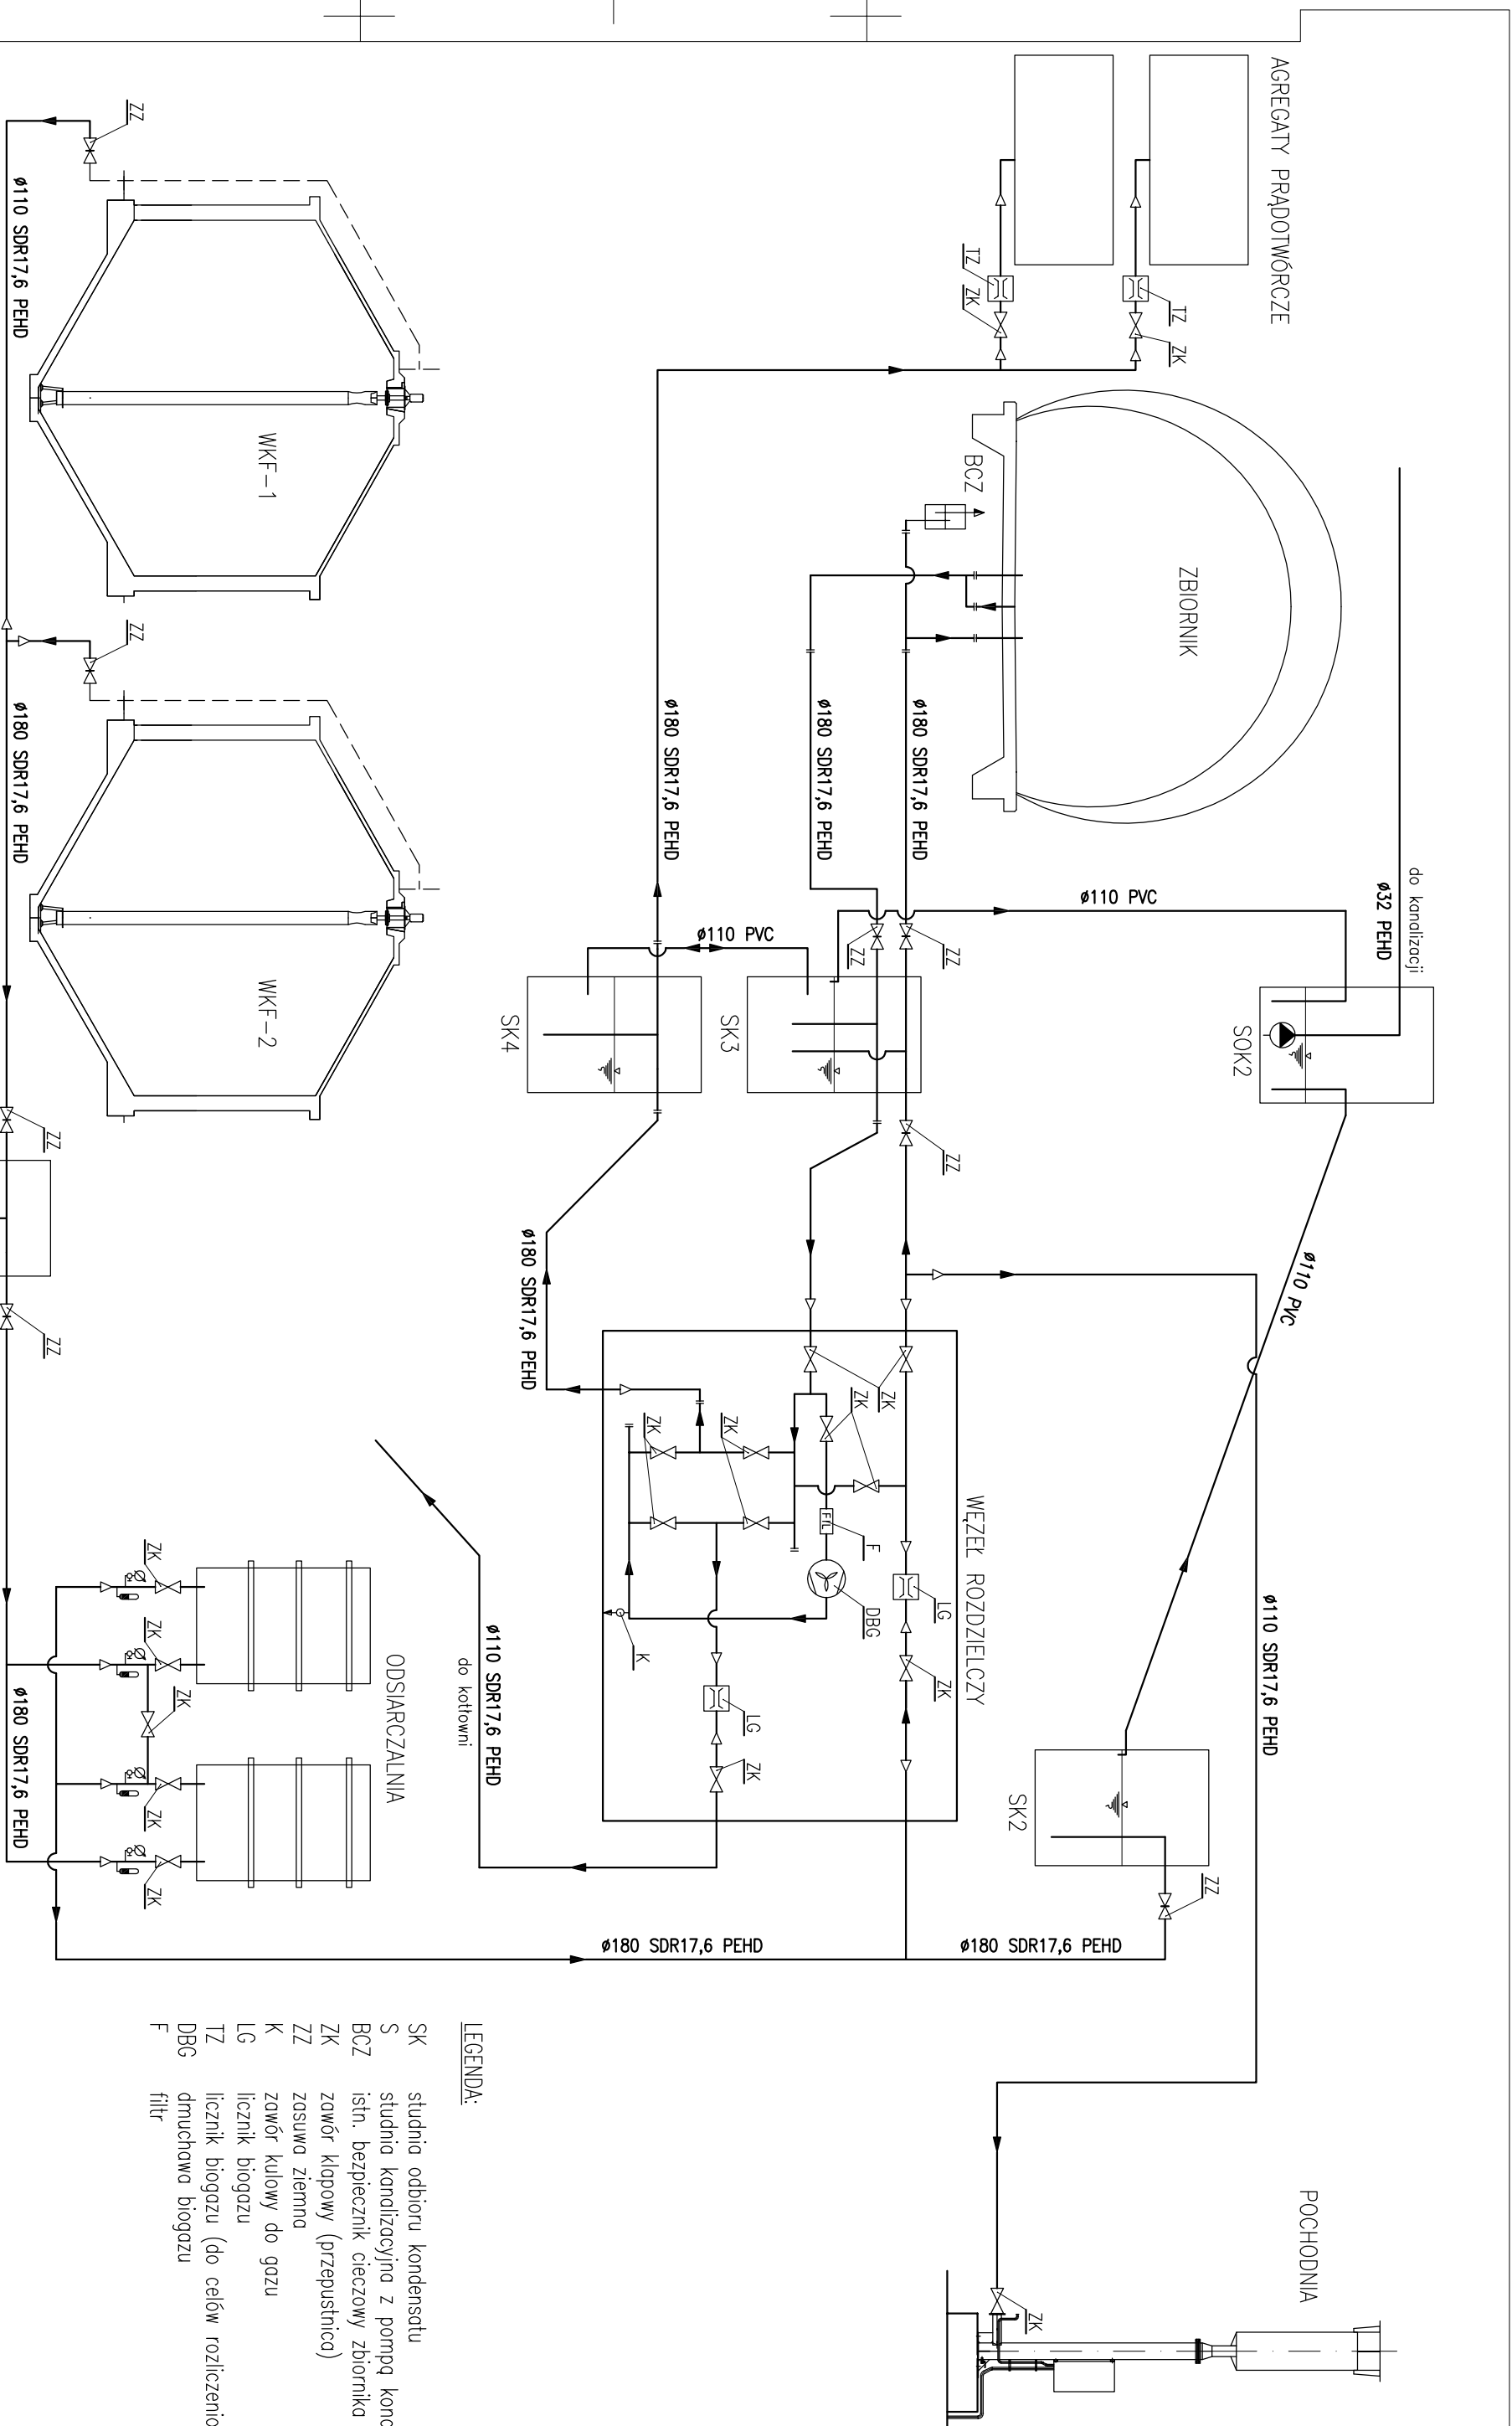 AGREGATY PRĄDOTWÓRCZE
TZ
ZK
TZ
ZK
ZBIORNIK
BCZ
do kanalizacji
ø32 PEHD
SOK2
ø110 PVC
ø110 PVC
ø180 SDR17,6 PEHD
ø180 SDR17,6 PEHD
ø180 SDR17,6 PEHD
ZZ
ZZ
ZZ
ø110 PVC
SK3
SK4
ø180 SDR17,6 PEHD
ZZ
ø110 SDR17,6 PEHD
WKF-1
ZZ
ø180 SDR17,6 PEHD
WKF-2
ZZ
ZZ
WĘZEŁ ROZDZIELCZY
ZK
ZK
ZK
ZK
FIL
F
DBG
LG
ZK
K
LG
ZK
ø110 SDR17,6 PEHD
do kotłowni
ø110 SDR17,6 PEHD
SK2
ZZ
ODSIARCZALNIA
ZK
ZK
ZK
ZK
ZK
ø180 SDR17,6 PEHD
ø180 SDR17,6 PEHD
ø180 SDR17,6 PEHD
POCHODNIA
ZK
LEGENDA:
SK studnia odbioru kondensatu
S studnia kanalizacyjna z pompą
BCZ istn. bezpiecznik cieczowy zbiornika
ZK zawór klapowy (przepustnica)
ZZ zasuwa ziemna
K zawór kulowy do gazu
LG licznik biogazu
TZ licznik biogazu (do celów
DBG dmuchawa biogazu
F filtr